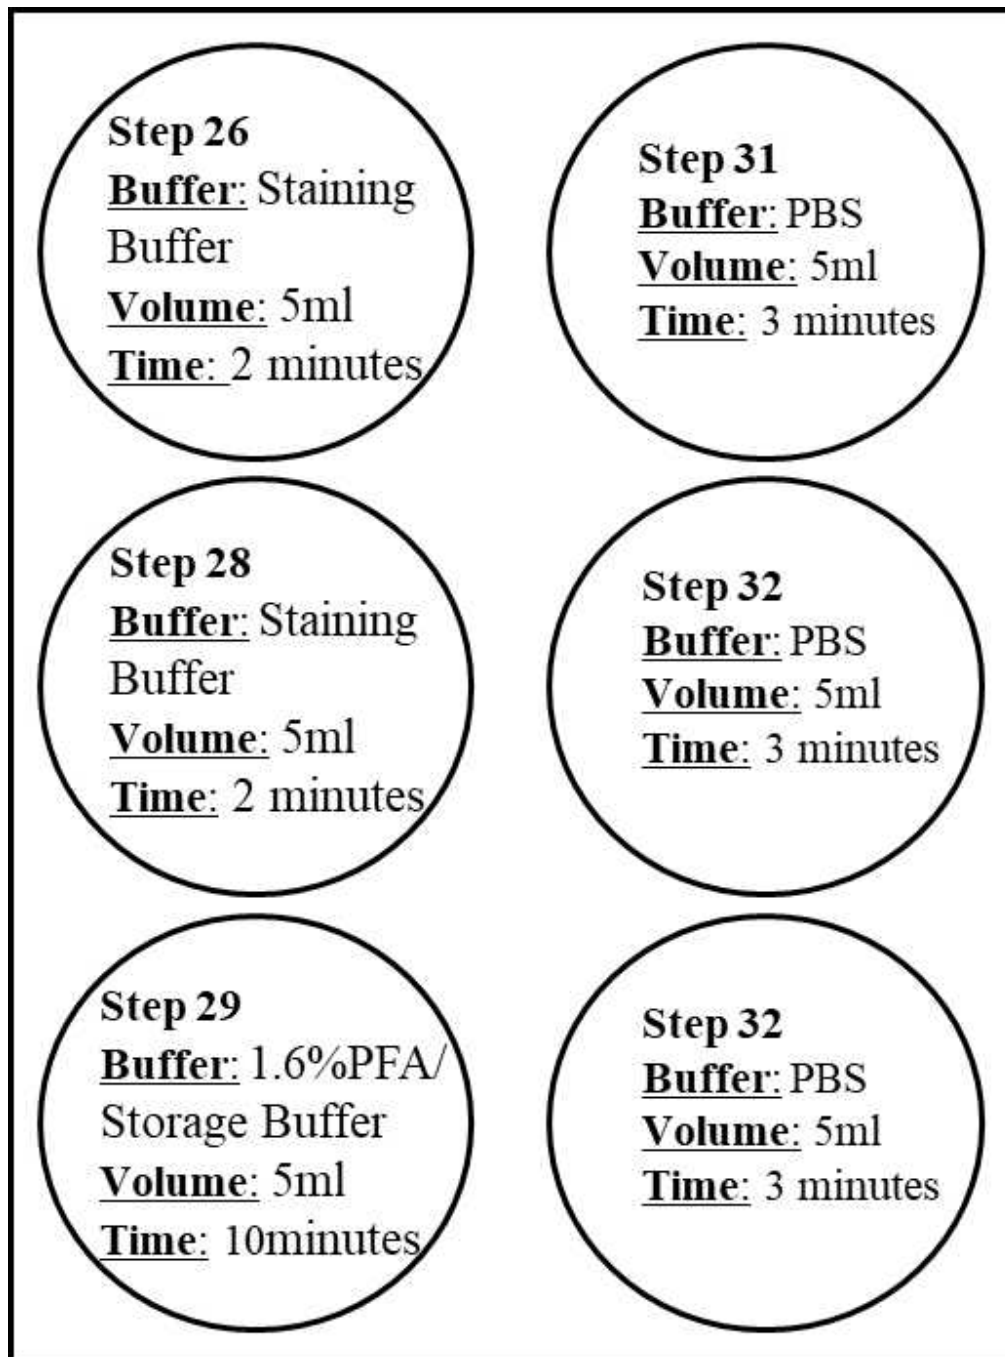 Step 26
Buffer: Staining
Buffer
Volume: 5ml
Time: 2 minutes
Step 28
Buffer: Staining
Buffer
Volume: 5ml
Time: 2 minutes
Step 29
Buffer: 1.6%PFA/
Storage Buffer
Volume: 5ml
Time: 10minutes
Step 31
Buffer: PBS
Volume: 5ml
Time: 3 minutes
Step 32
Buffer: PBS
Volume: 5ml
Time: 3 minutes
Step 32
Buffer: PBS
Volume: 5ml
Time: 3 minutes